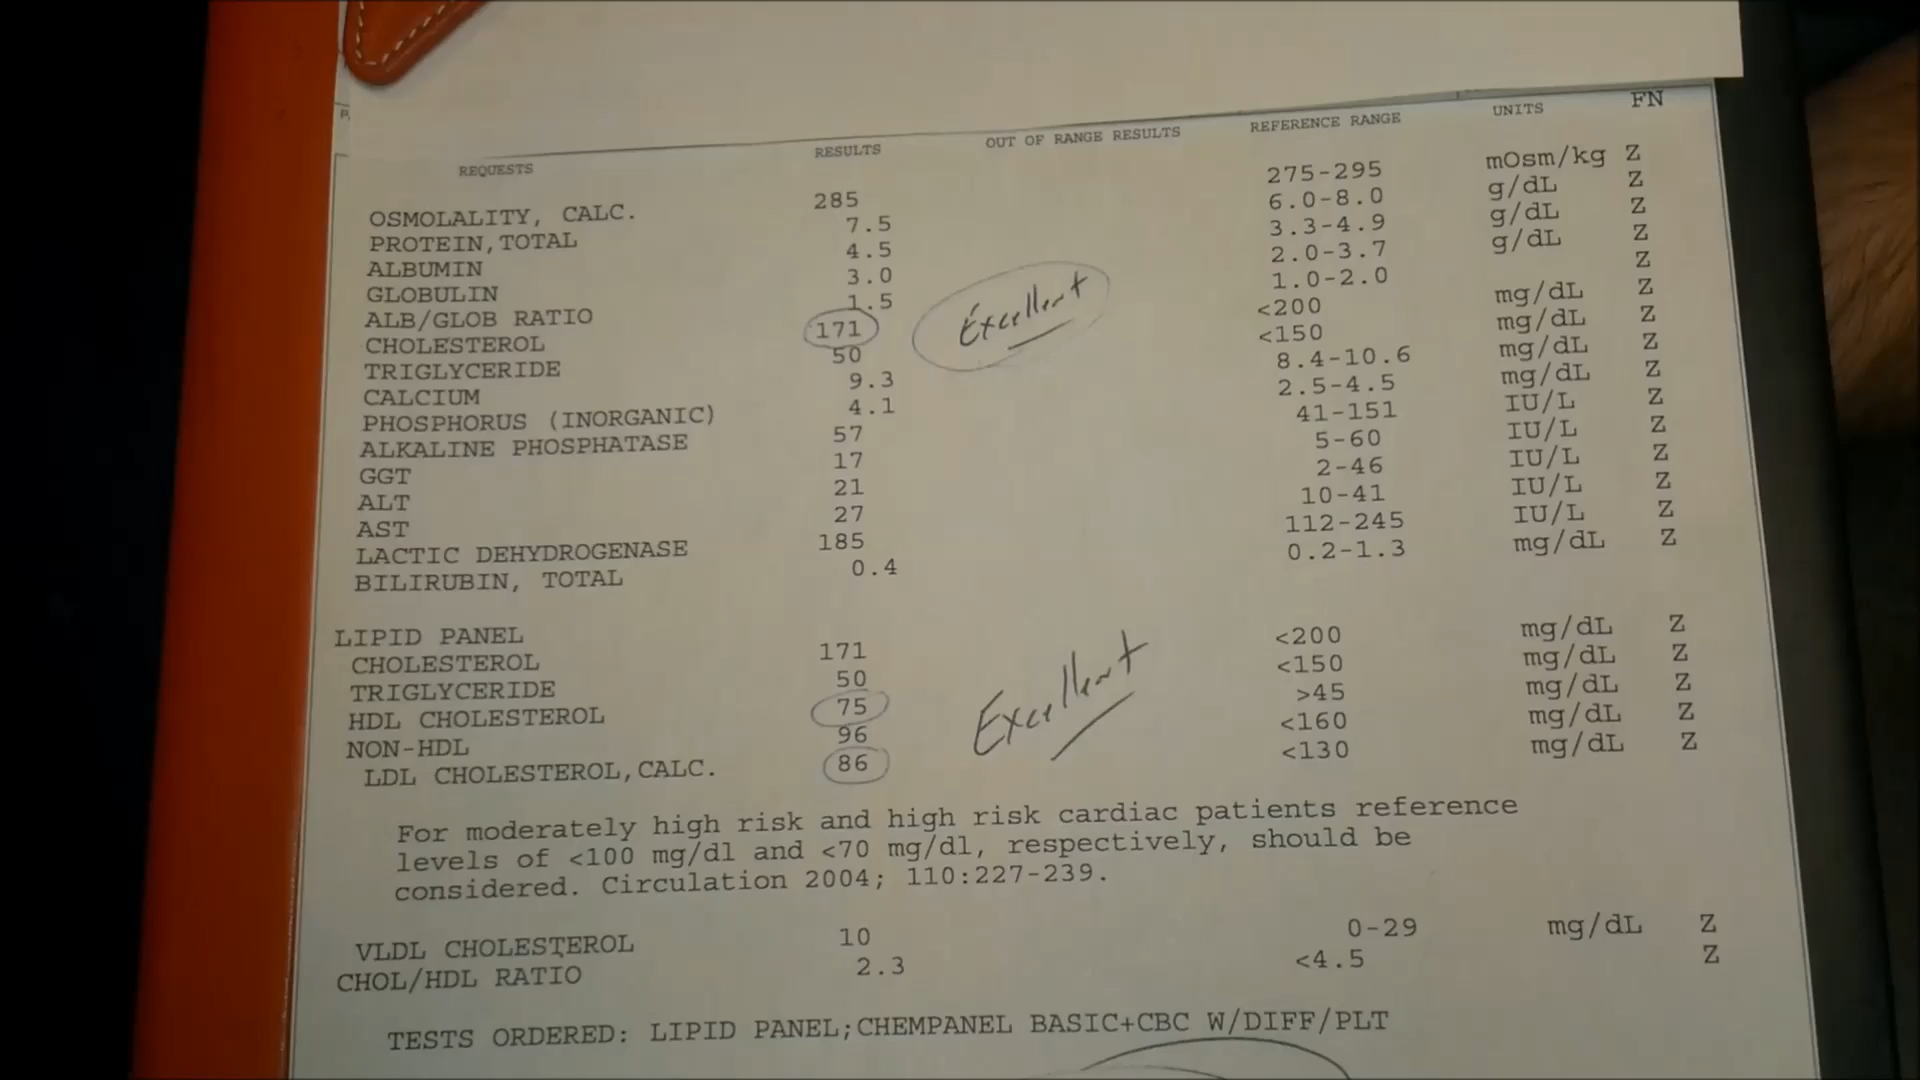 REQUESTS RESULTS OUT OF RANGE RESULTS REFERENCE RANGE UNITS FN
OSMOLALITY, CALC. 285 275-295 mOsm/kg Z
PROTEIN,TOTAL 7.5 6.0-8.0 g/dL Z
ALBUMIN 4.5 3.3-4.9 g/dL Z
GLOBULIN 3.0 2.0-3.7 g/dL Z
ALB/GLOB RATIO 1.5 1.0-2.0 Z
CHOLESTEROL 171 Excellent <200 mg/dL Z
TRIGLYCERIDE 50 <150 mg/dL Z
CALCIUM 9.3 8.4-10.6 mg/dL Z
PHOSPHORUS (INORGANIC) 4.1 2.5-4.5 mg/dL Z
ALKALINE PHOSPHATASE 57 41-151 IU/L Z
GGT 17 5-60 IU/L Z
ALT 21 2-46 IU/L Z
AST 27 10-41 IU/L Z
LACTIC DEHYDROGENASE 185 112-245 IU/L Z
BILIRUBIN, TOTAL 0.4 0.2-1.3 mg/dL Z
LIPID PANEL
CHOLESTEROL 171 <200 mg/dL Z
TRIGLYCERIDE 50 <150 mg/dL Z
HDL CHOLESTEROL 75 Excellent >45 mg/dL Z
NON-HDL 96 <160 mg/dL Z
LDL CHOLESTEROL,CALC. 86 <130 mg/dL Z
For moderately high risk and high risk cardiac patients reference
levels of <100 mg/dl and <70 mg/dl, respectively, should be
considered. Circulation 2004; 110:227-239.
VLDL CHOLESTEROL 10 0-29 mg/dL Z
CHOL/HDL RATIO 2.3 <4.5 Z
TESTS ORDERED: LIPID PANEL;CHEMPANEL BASIC+CBC W/DIFF/PLT